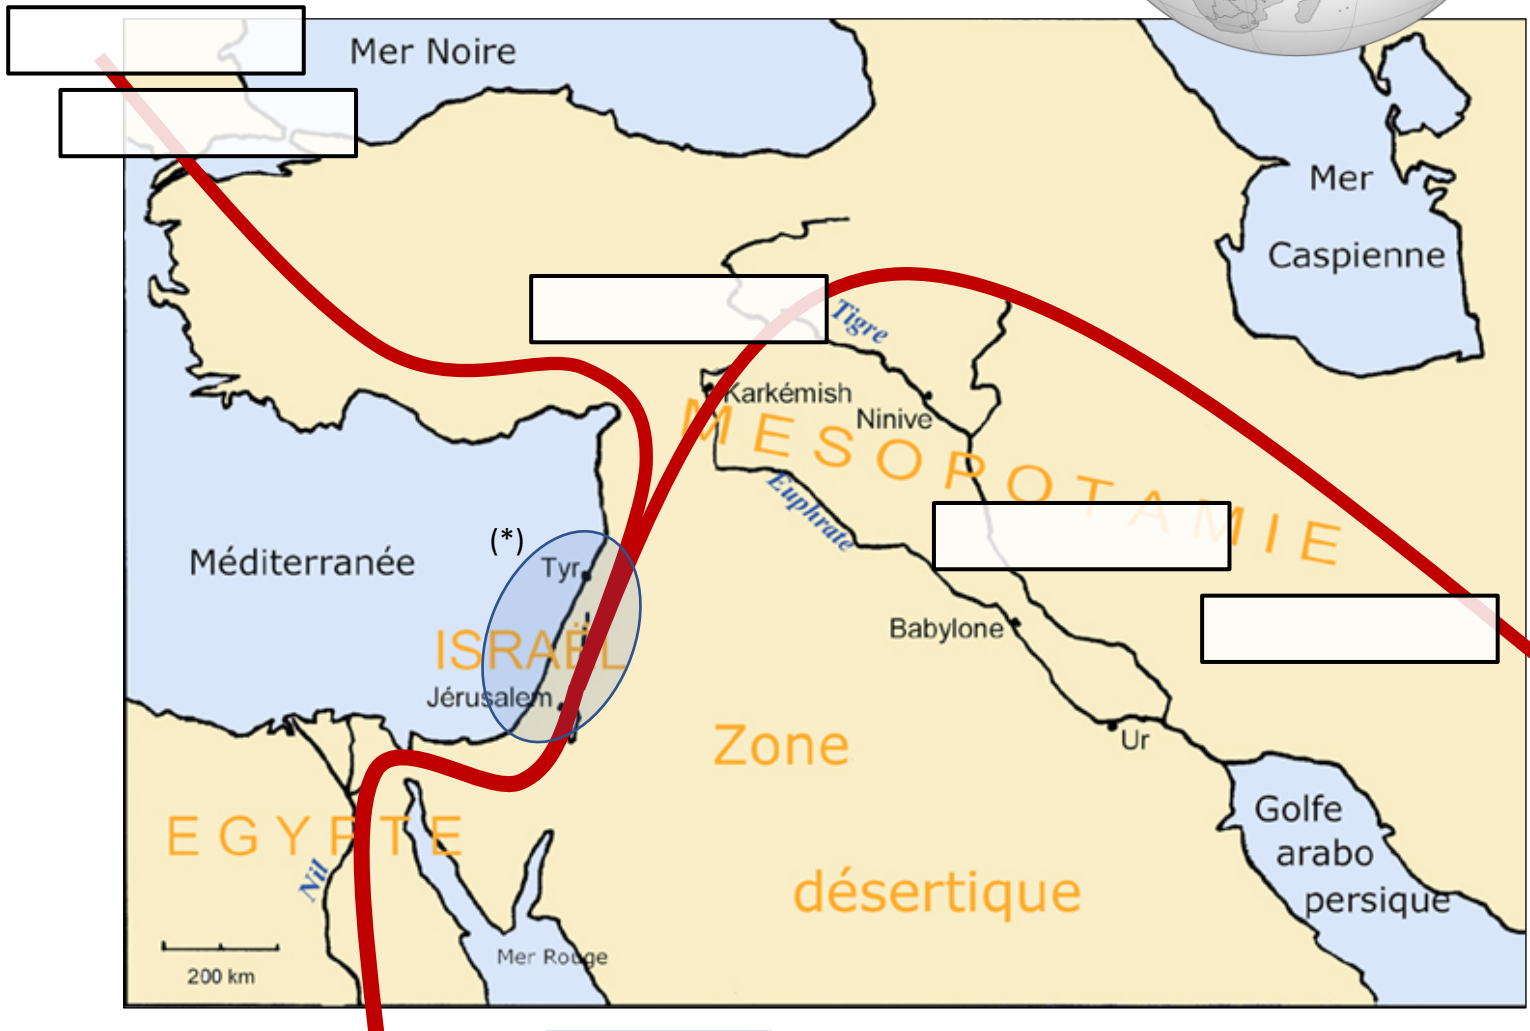 Mer Noire
Mer
Caspienne
Tigre
Karkémish
Ninive
MESOPOTAMIE
Euphrate
(*)
Tyr
Méditerranée
ISRAËL
Babylone
Jérusalem
Zone
Ur
Golfe
arabo
persique
EGYPTE
Nil
désertique
Mer Rouge
200 km